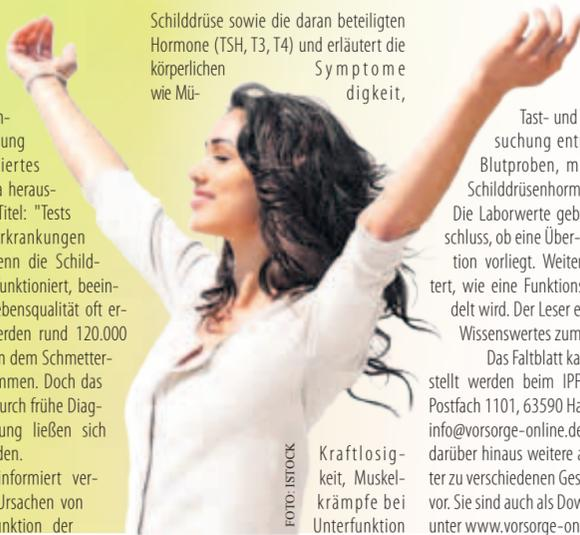 n-
ung
iertes
a heraus-
Titel: "Tests
rkrankungen
enn die Schild-
unktioniert, beein-
ebensqualität oft er-
erden rund 120.000
n dem Schmetter-
mmen. Doch das
urch frühe Diag-
ung ließen sich
den.
informiert ver-
Ursachen von
nktion der
Schilddrüse sowie die daran beteiligten
Hormone (TSH, T3, T4) und erläutert die
körperlichen Symptome
wie Mü- digkeit,
Kraftlosig-
keit, Muskel-
krämpfe bei
Unterfunktion
FOTO: ISTOCK
Tast- und
suchung ent
Blutproben, m
Schilddrüsenhorm
Die Laborwerte geb
schluss, ob eine Über-
tion vorliegt. Weiter
tert, wie eine Funktions
delt wird. Der Leser e
Wissenswertes zum
Das Faltblatt ka
stellt werden beim IPF
Postfach 1101, 63590 Ha
info@vorsorge-online.de
darüber hinaus weitere a
ter zu verschiedenen Ges
vor. Sie sind auch als Dow
unter www.vorsorge-on